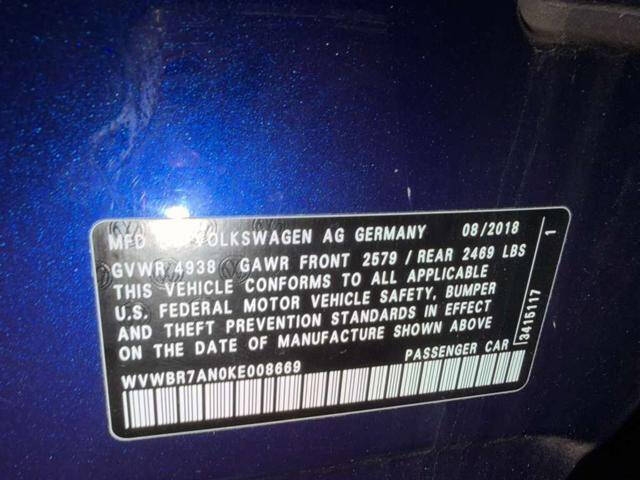 MFD BY VOLKSWAGEN AG GERMANY 08/2018
GVWR 4938 GAWR FRONT 2579 / REAR 2469 LBS
THIS VEHICLE CONFORMS TO ALL APPLICABLE
U.S. FEDERAL MOTOR VEHICLE SAFETY, BUMPER
AND THEFT PREVENTION STANDARDS IN EFFECT
ON THE DATE OF MANUFACTURE SHOWN ABOVE
WVWBR7AN0KE008669 PASSENGER CAR
3415117 1